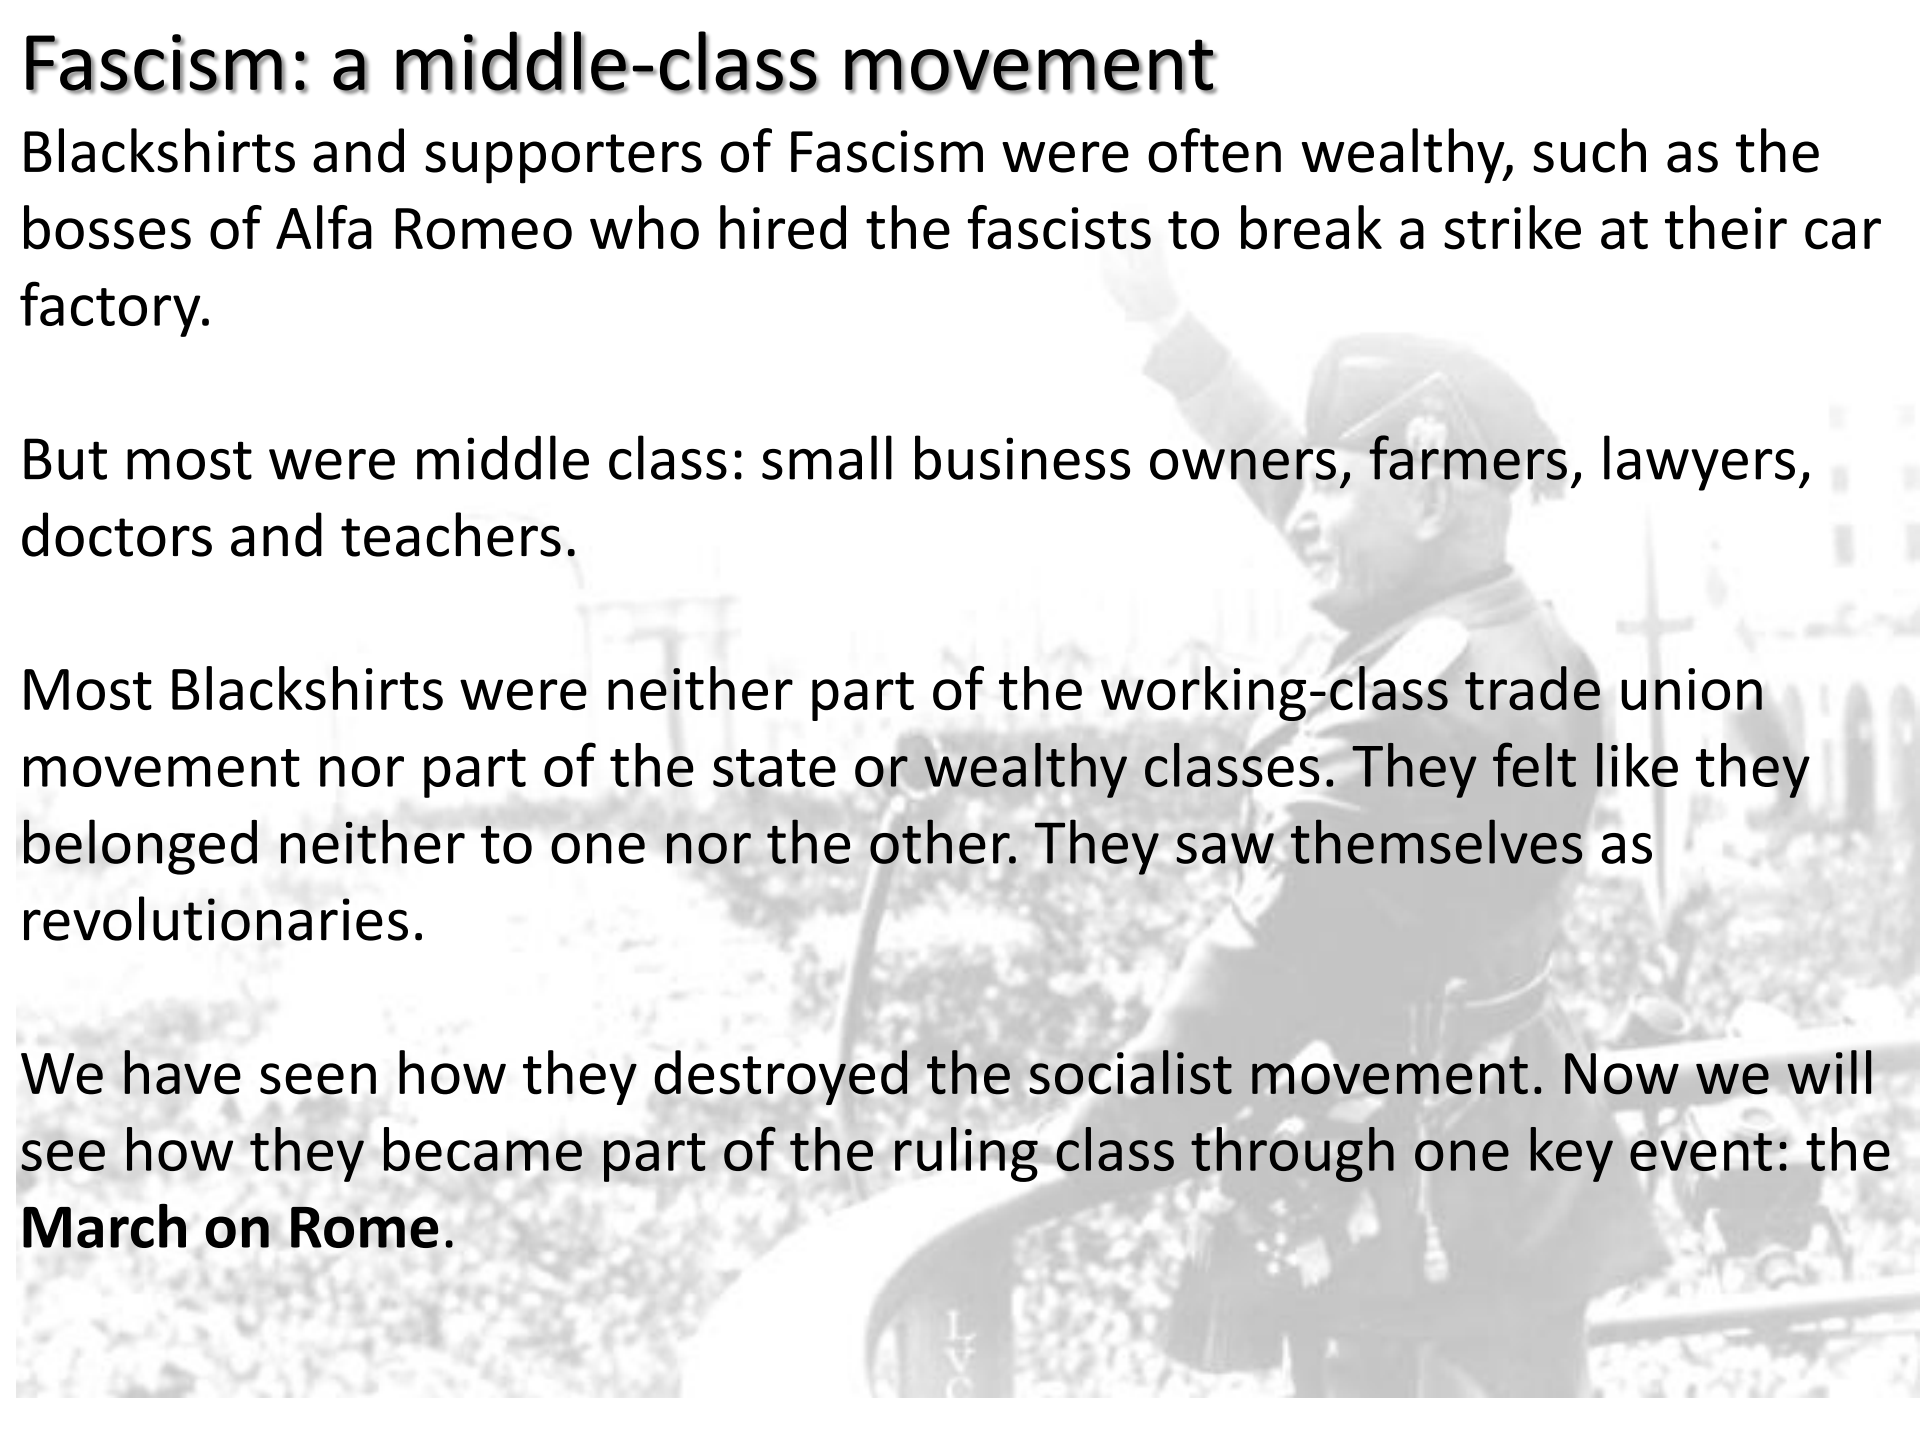 Fascism: a middle-class movement
Blackshirts and supporters of Fascism were often wealthy, such as the
bosses of Alfa Romeo who hired the fascists to break a strike at their car
factory.
But most were middle class: small business owners, farmers, lawyers,
doctors and teachers.
Most Blackshirts were neither part of the working-class trade union
movement nor part of the state or wealthy classes. They felt like they
belonged neither to one nor the other. They saw themselves as
revolutionaries.
We have seen how they destroyed the socialist movement. Now we will
see how they became part of the ruling class through one key event: the
March on Rome.
L
V